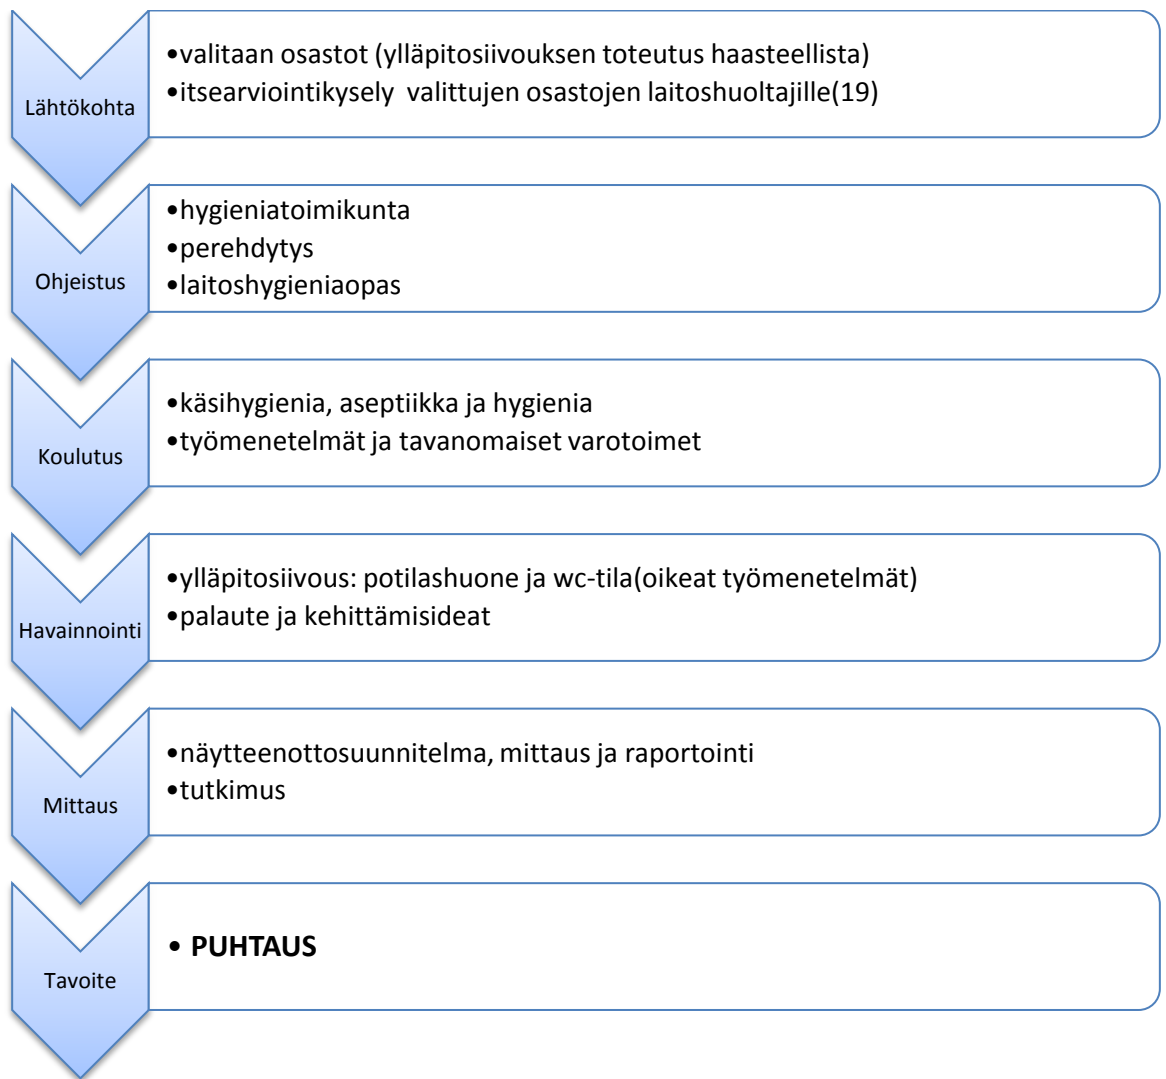 Lähtökohta
•valitaan osastot (ylläpitosiivouksen toteutus haasteellista)
•itsearviointikysely  valittujen osastojen laitoshuoltajille(19)
Ohjeistus
•hygieniatoimikunta
•perehdytys
•laitoshygieniaopas
Koulutus
•käsihygienia, aseptiikka ja hygienia
•työmenetelmät ja tavanomaiset varotoimet
Havainnointi
•ylläpitosiivous: potilashuone ja wc-tila(oikeat työmenetelmät)
•palaute ja kehittämisideat
Mittaus
•näytteenottosuunnitelma, mittaus ja raportointi
•tutkimus
Tavoite
• PUHTAUS